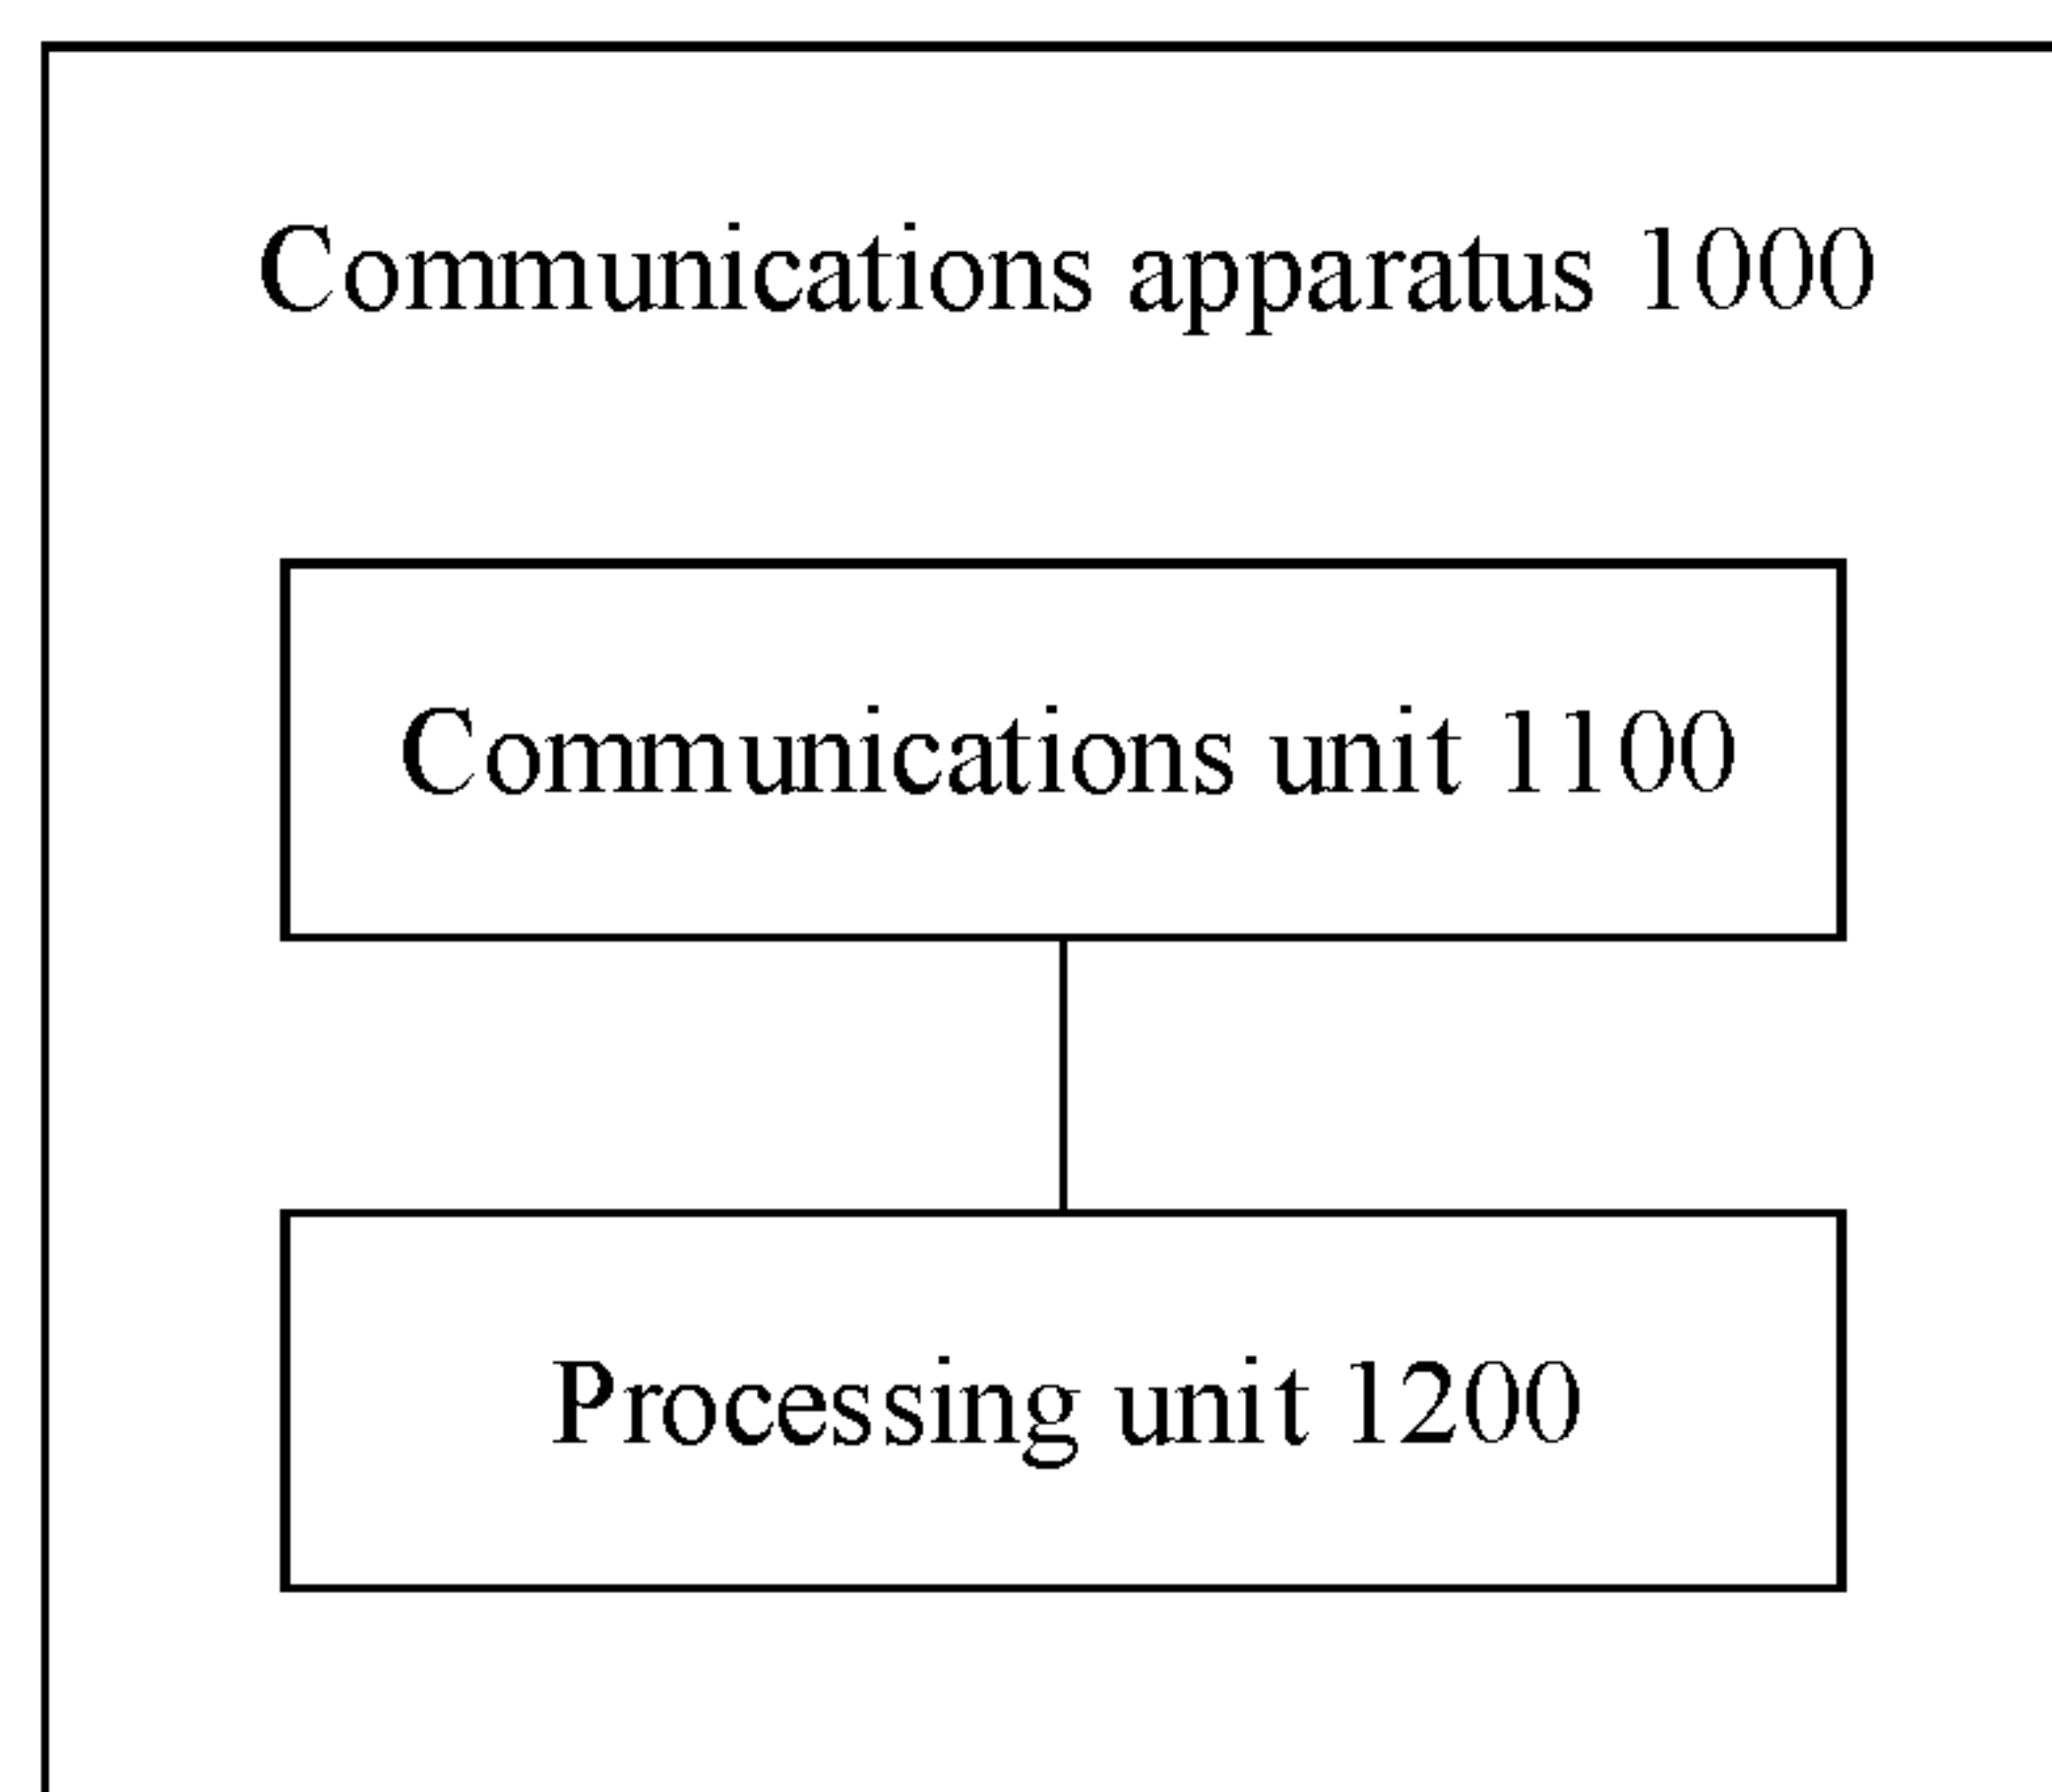 Communications apparatus 1000
Communications unit 1100
Processing unit 1200